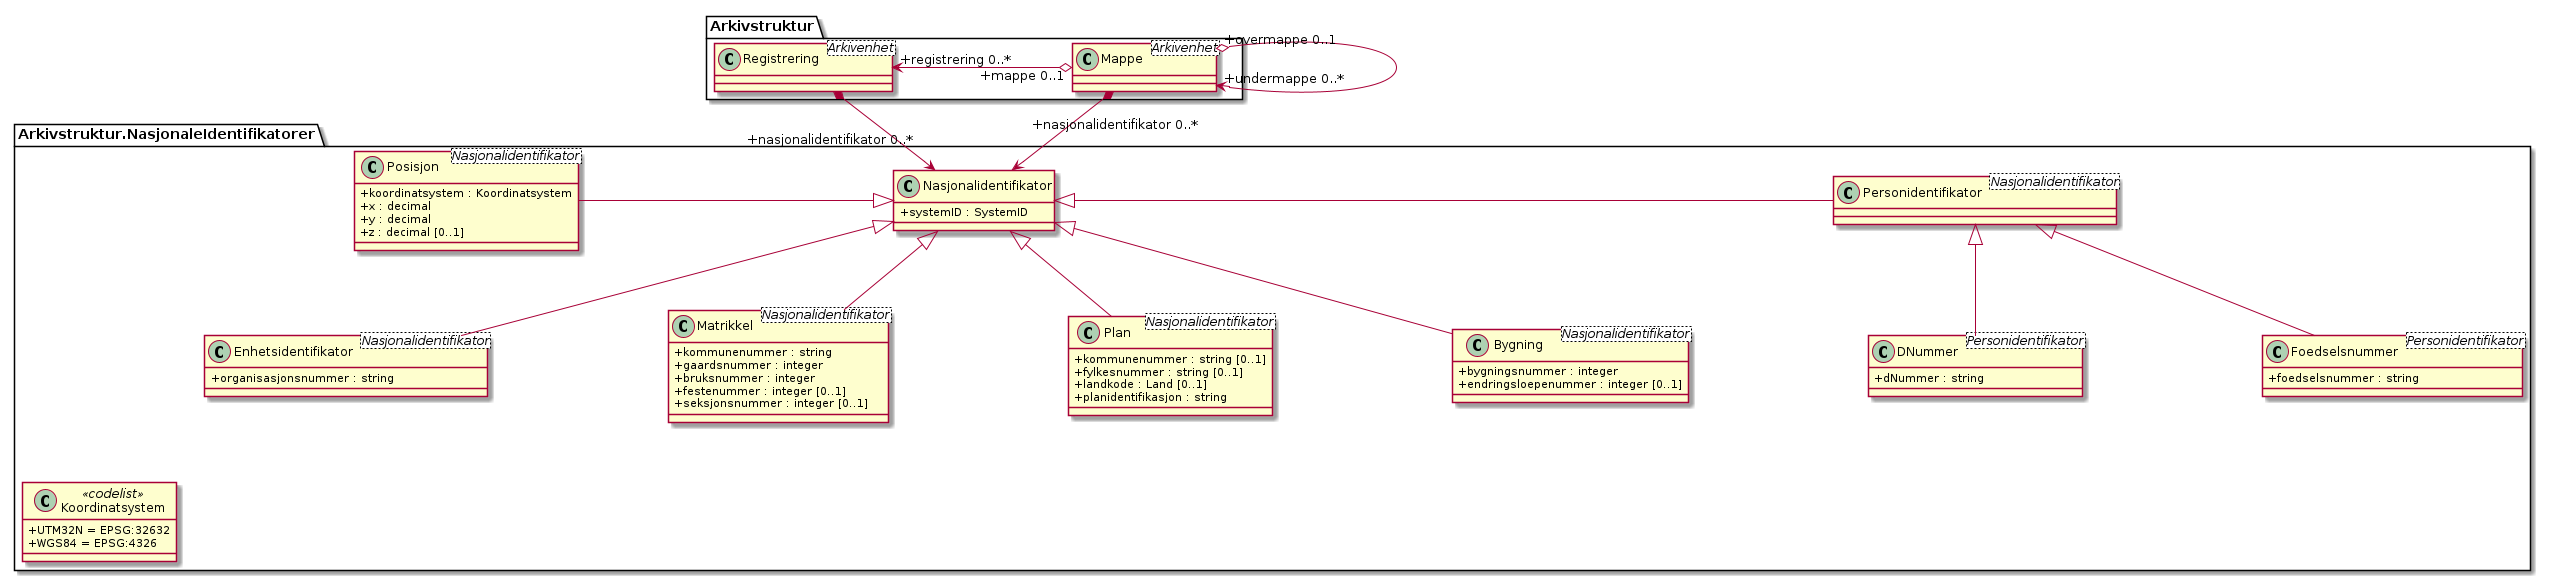 Arkivstruktur
Arkivenhet
C Registrering
Arkivenhet
C Mappe
+overmappe 0..1
+registrering 0..*
+mappe 0..1
+undermappe 0..*
+nasjonalidentifikator 0..*
+nasjonalidentifikator 0..*
Arkivstruktur.NasjonaleIdentifikatorer
Nasjonalidentifikator
C Posisjon
+koordinatsystem : Koordinatsystem
+x : decimal
+y : decimal
+z : decimal [0..1]
C Nasjonalidentifikator
+systemID : SystemID
Nasjonalidentifikator
C Personidentifikator
Nasjonalidentifikator
C Enhetsidentifikator
+organisasjonsnummer : string
Nasjonalidentifikator
C Matrikkel
+kommunenummer : string
+gaardsnummer : integer
+bruksnummer : integer
+festenummer : integer [0..1]
+seksjonsnummer : integer [0..1]
Nasjonalidentifikator
C Plan
+kommunenummer : string [0..1]
+fylkesnummer : string [0..1]
+landkode : Land [0..1]
+planidentifikasjon : string
Nasjonalidentifikator
C Bygning
+bygningsnummer : integer
+endringsloepenummer : integer [0..1]
Personidentifikator
C DNummer
+dNummer : string
Personidentifikator
C Foedselsnummer
+foedselsnummer : string
«codelist»
C Koordinatsystem
+UTM32N = EPSG:32632
+WGS84 = EPSG:4326